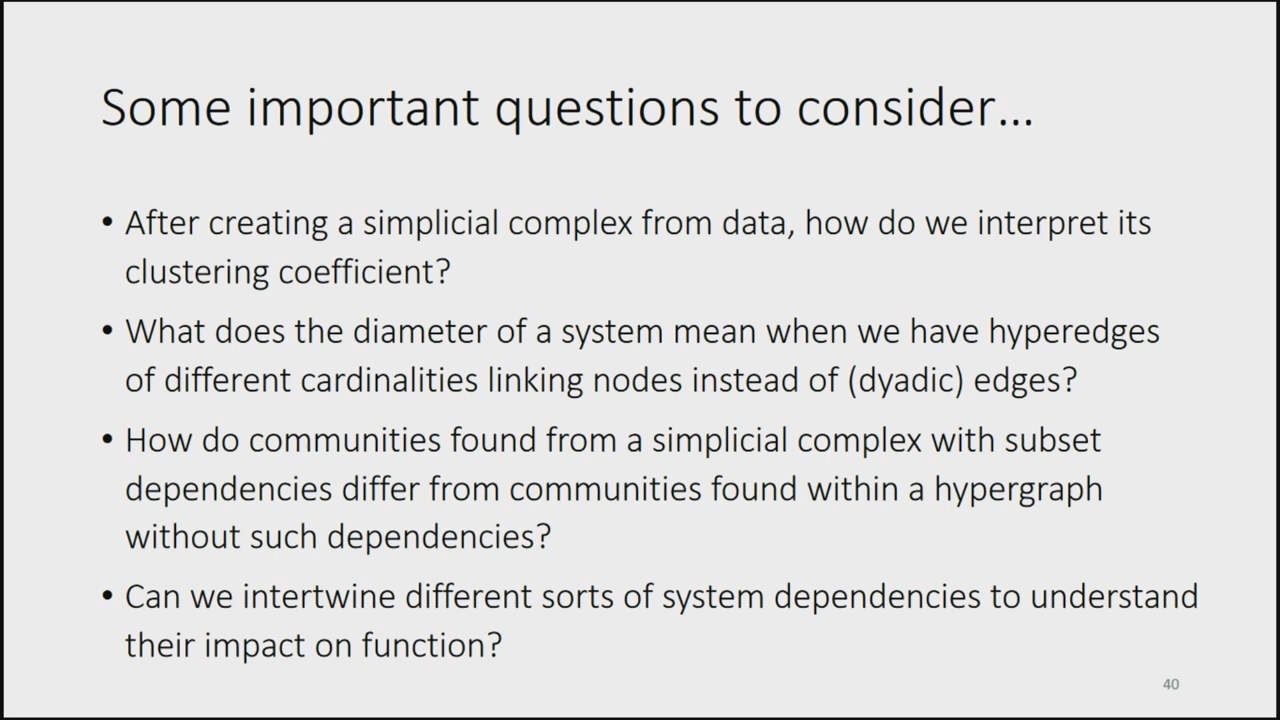 Some important questions to consider...
• After creating a simplicial complex from data, how do we interpret its
clustering coefficient?
• What does the diameter of a system mean when we have hyperedges
of different cardinalities linking nodes instead of (dyadic) edges?
• How do communities found from a simplicial complex with subset
dependencies differ from communities found within a hypergraph
without such dependencies?
• Can we intertwine different sorts of system dependencies to understand
their impact on function?
40